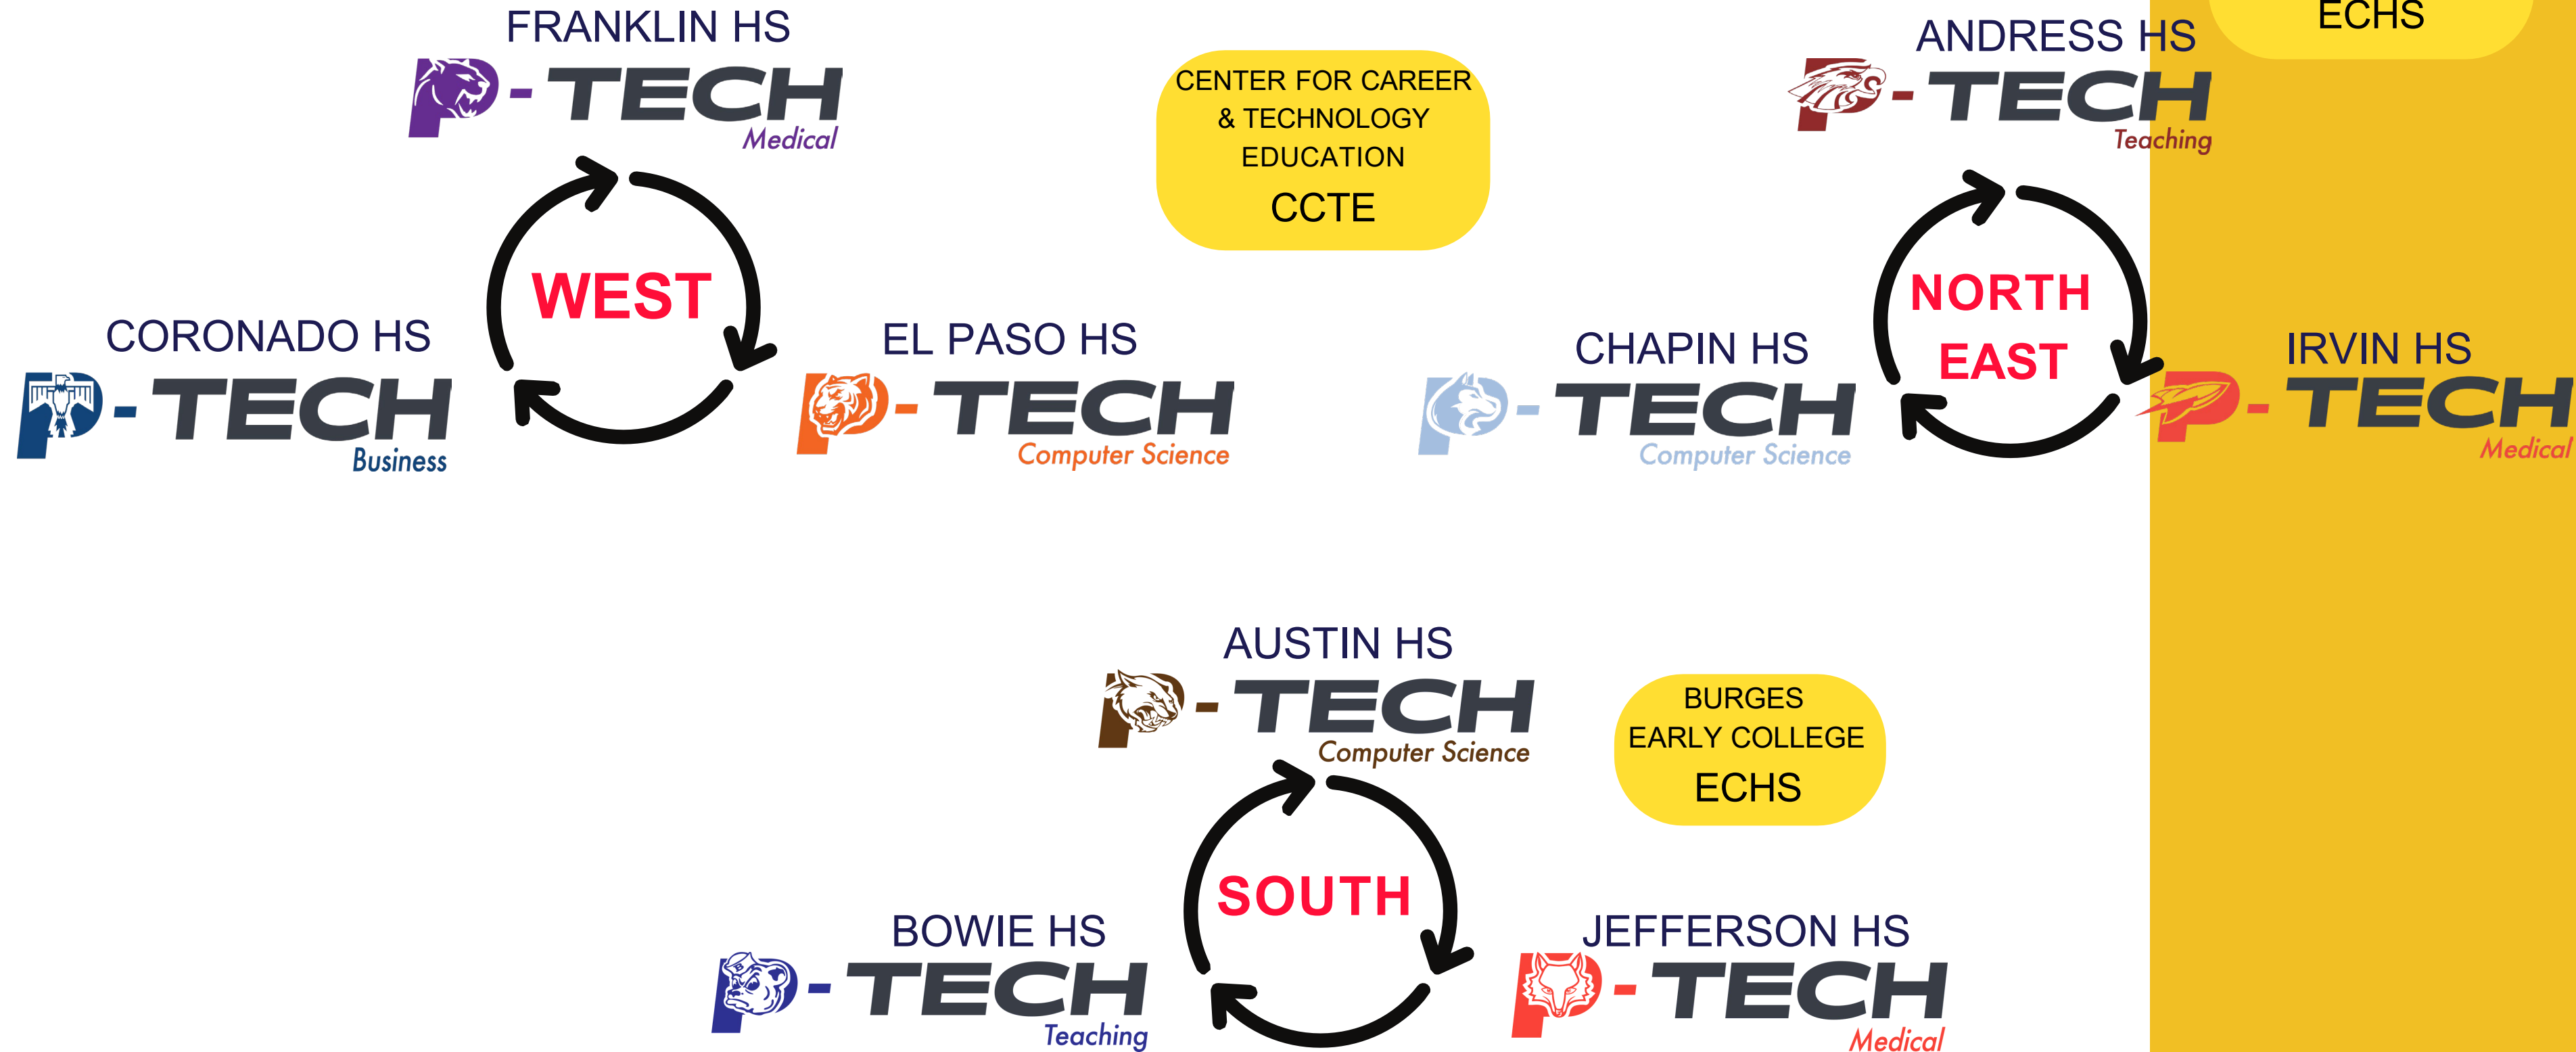 ECHS
FRANKLIN HS
P-TECH
Medical
CENTER FOR CAREER
& TECHNOLOGY
EDUCATION
CCTE
ANDRESS HS
P-TECH
Teaching
WEST
CORONADO HS
P-TECH
Business
EL PASO HS
P-TECH
Computer Science
NORTH
EAST
CHAPIN HS
P-TECH
Computer Science
IRVIN HS
P-TECH
Medical
AUSTIN HS
P-TECH
Computer Science
BURGES
EARLY COLLEGE
ECHS
SOUTH
BOWIE HS
P-TECH
Teaching
JEFFERSON HS
P-TECH
Medical